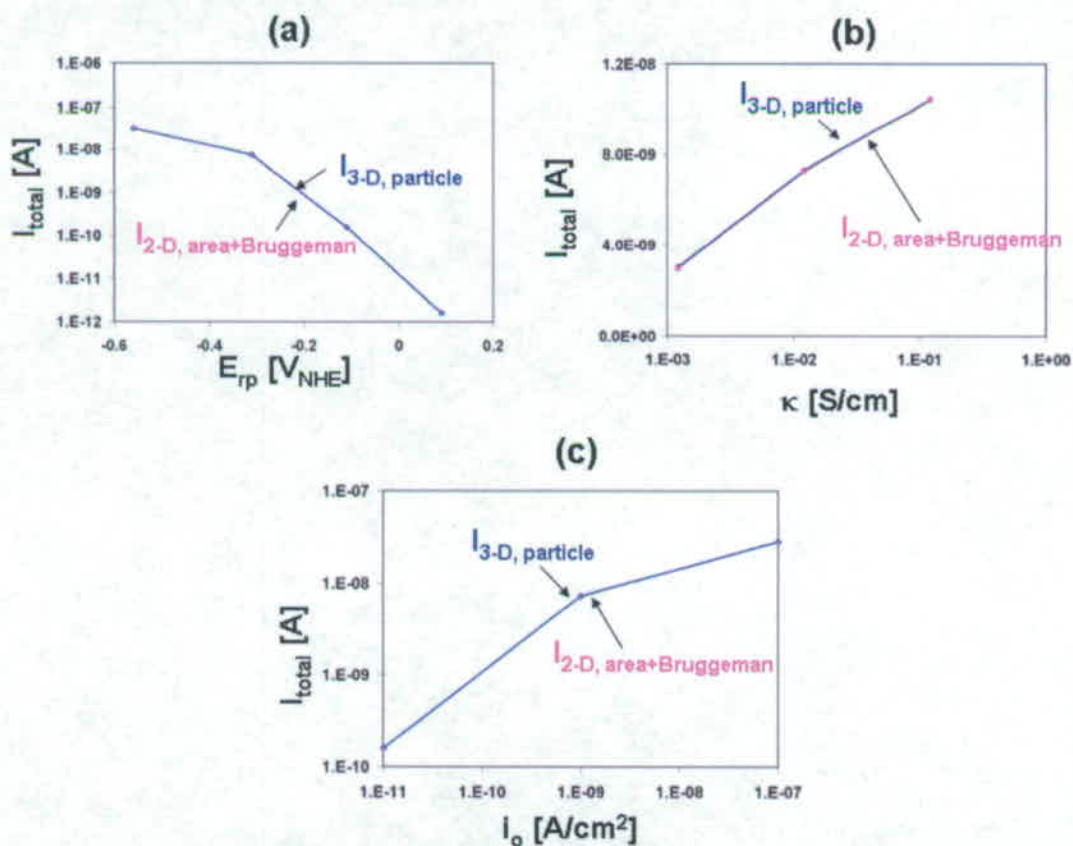 (a)
1.E-06
1.E-07
1.E-08
1.E-09
1.E-10
1.E-11
1.E-12
I_total [A]
I_3-D, particle
I_2-D, area+Bruggeman
-0.6
-0.4
-0.2
0
0.2
E_rp [V_NHE]
(b)
1.2E-08
8.0E-09
4.0E-09
0.0E+00
I_total [A]
I_3-D, particle
I_2-D, area+Bruggeman
1.E-03
1.E-02
1.E-01
1.E+00
κ [S/cm]
(c)
1.E-07
1.E-08
1.E-09
1.E-10
I_total [A]
I_3-D, particle
I_2-D, area+Bruggeman
1.E-11
1.E-10
1.E-09
1.E-08
1.E-07
i_o [A/cm²]